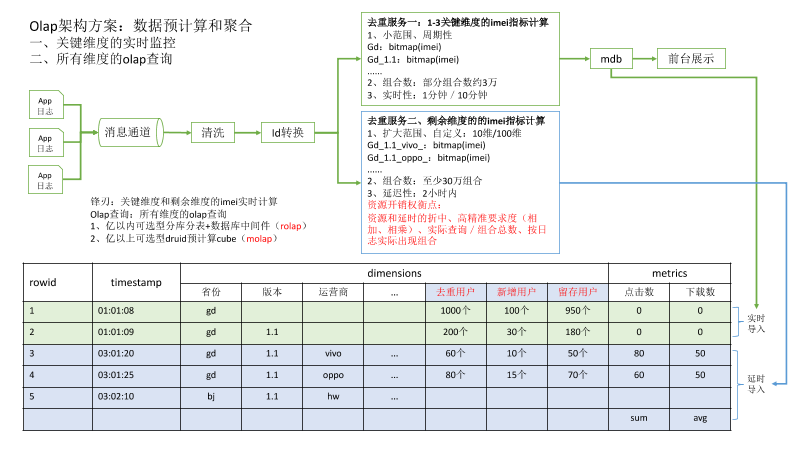 Olap架构方案：数据预计算和聚合
一、关键维度的实时监控
二、所有维度的olap查询
App
日志
App
日志
App
日志
消息通道
清洗
Id转换
去重服务一：1-3关键维度的imei指标计算
1、小范围、周期性
Gd：bitmap(imei)
Gd_1.1：bitmap(imei)
......
2、组合数：部分组合数约3万
3、实时性：1分钟／10分钟
mdb
前台展示
去重服务二、剩余维度的的imei指标计算
1、扩大范围、自定义：10维/100维
Gd_1.1_vivo_：bitmap(imei)
Gd_1.1_oppo_：bitmap(imei)
......
2、组合数：至少30万组合
3、延迟性：2小时内
资源开销权衡点：
资源和延时的折中、高精准要求度（相
加、相乘）、实际查询／组合总数、按日
志实际出现组合
锋刃：关键维度和剩余维度的imei实时计算
Olap查询：所有维度的olap查询
1、亿以内可选型分库分表+数据库中间件（rolap）
2、亿以上可选型druid预计算cube（molap）
rowid timestamp dimensions metrics
省份 版本 运营商 ... 去重用户 新增用户 留存用户 点击数 下载数
1 01:01:08 gd 1000个 100个 950个 0 0
2 01:01:09 gd 1.1 200个 30个 180个 0 0
3 03:01:20 gd 1.1 vivo ... 60个 10个 50个 80 50
4 03:01:25 gd 1.1 oppo ... 80个 15个 70个 60 50
5 03:02:10 bj 1.1 hw ...
sum avg
实时
导入
延时
导入